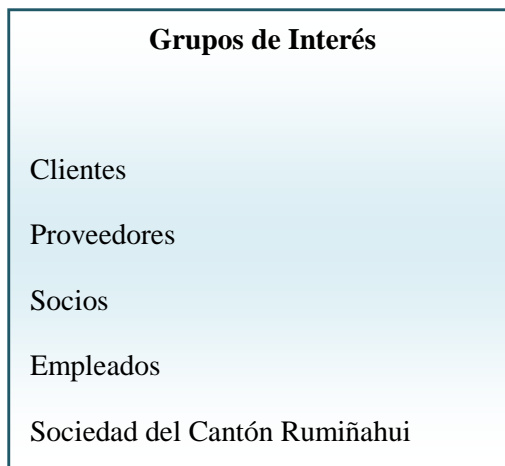 Grupos de Interés
Clientes
Proveedores
Socios
Empleados
Sociedad del Cantón Rumiñahui